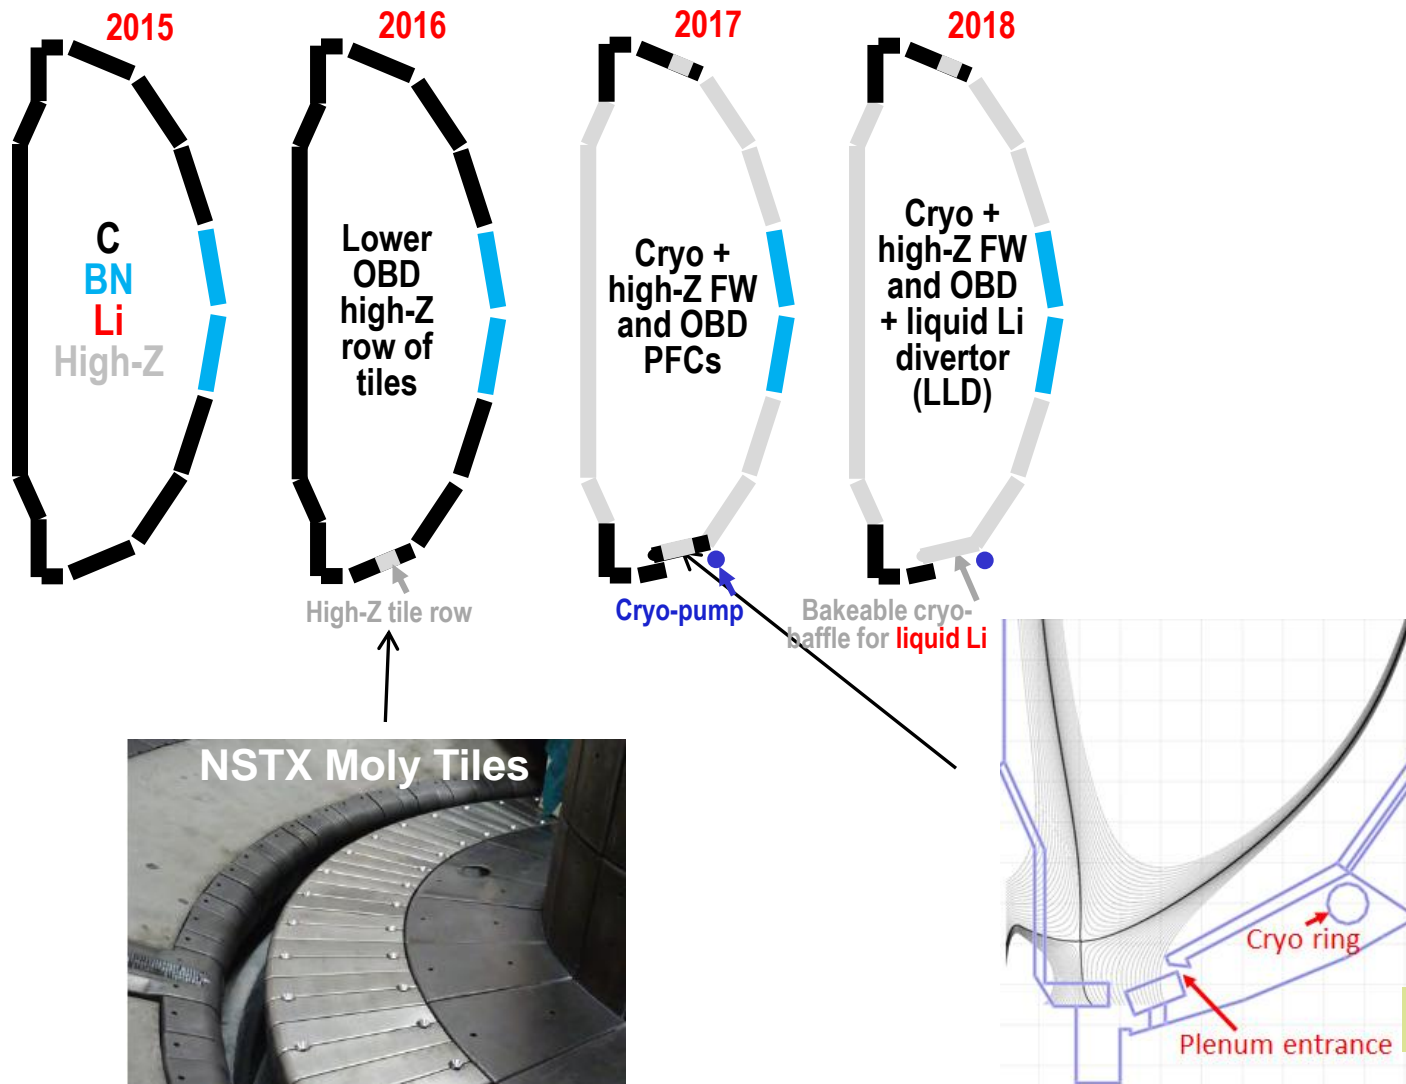 2015
2016
2017
2018
C
BN
Li
High-Z
Lower
OBD
high-Z
row of
tiles
Cryo +
high-Z FW
and OBD
PFCs
Cryo +
high-Z FW
and OBD
+ liquid Li
divertor
(LLD)
High-Z tile row
Cryo-pump
Bakeable cryo-
baffle for liquid Li
NSTX Moly Tiles
Cryo ring
Plenum entrance